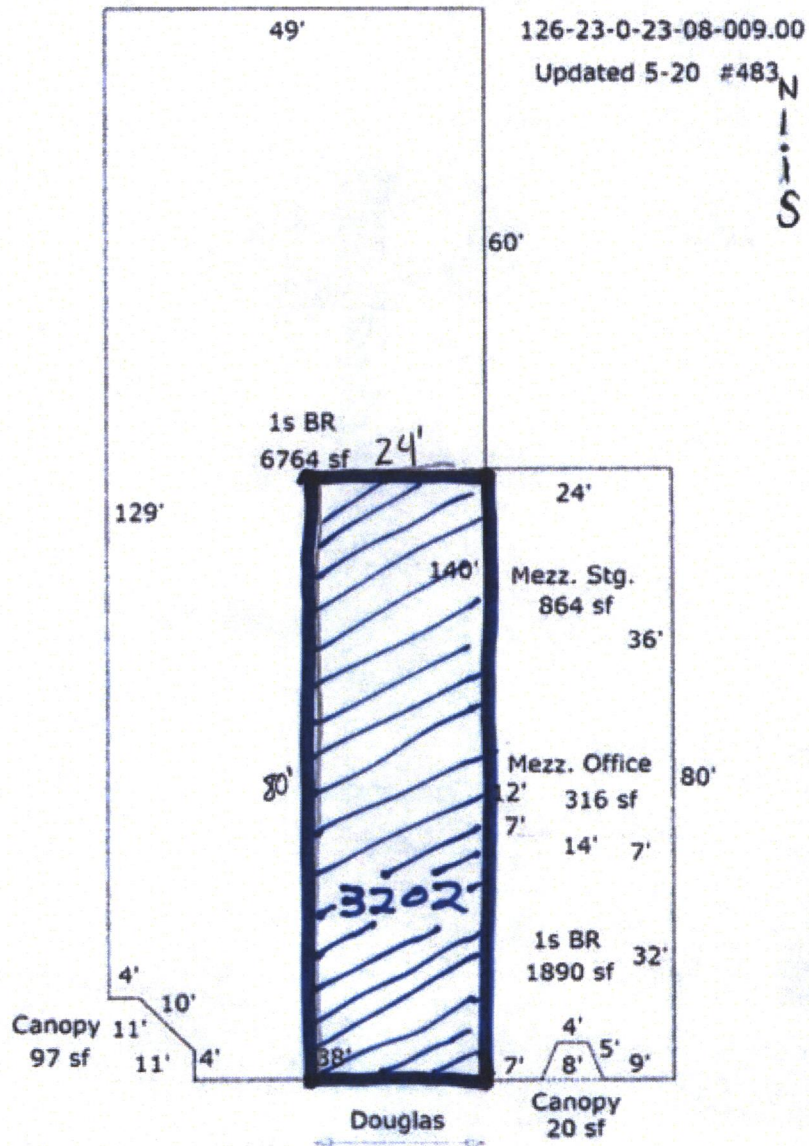 49'
126-23-0-23-08-009.00
Updated 5-20 #483
N
S
60'
1s BR
6764 sf
24'
24'
129'
140'
Mezz. Stg.
864 sf
36'
80'
Mezz. Office
12' 316 sf
80'
7'
14' 7'
3202
1s BR
1890 sf
32'
4'
10'
Canopy 11'
97 sf
11' 4'
38'
7'
4'
5'
8'
9'
Canopy
20 sf
Douglas